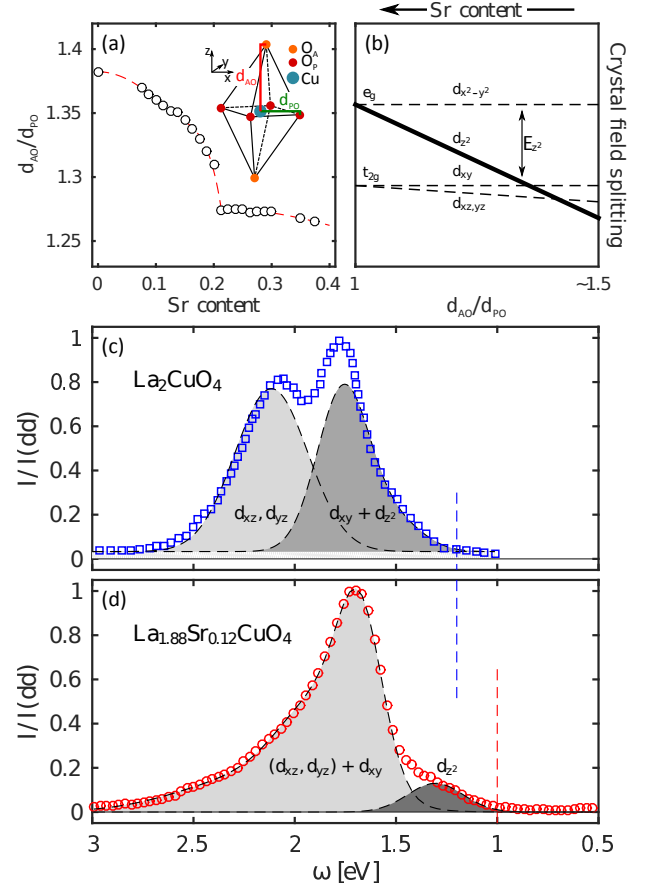 (a)
1.4
1.35
1.3
1.25
d_AO/d_PO
0
0.1
0.2
0.3
0.4
Sr content
z
y
x
O_A
O_P
Cu
d_AO
d_PO
Sr content
(b)
e_g
d_x²-y²
d_z²
E_z²
t_2g
d_xy
d_xz,yz
1
~1.5
d_AO/d_PO
Crystal field splitting
(c)
La₂CuO₄
1
0.8
0.6
0.4
0.2
0
I / I (dd)
d_xz, d_yz
d_xy + d_z²
(d)
La₁.₈₈Sr₀.₁₂CuO₄
1
0.8
0.6
0.4
0.2
0
I / I (dd)
(d_xz, d_yz) + d_xy
d_z²
3
2.5
2
1.5
1
0.5
ω [eV]